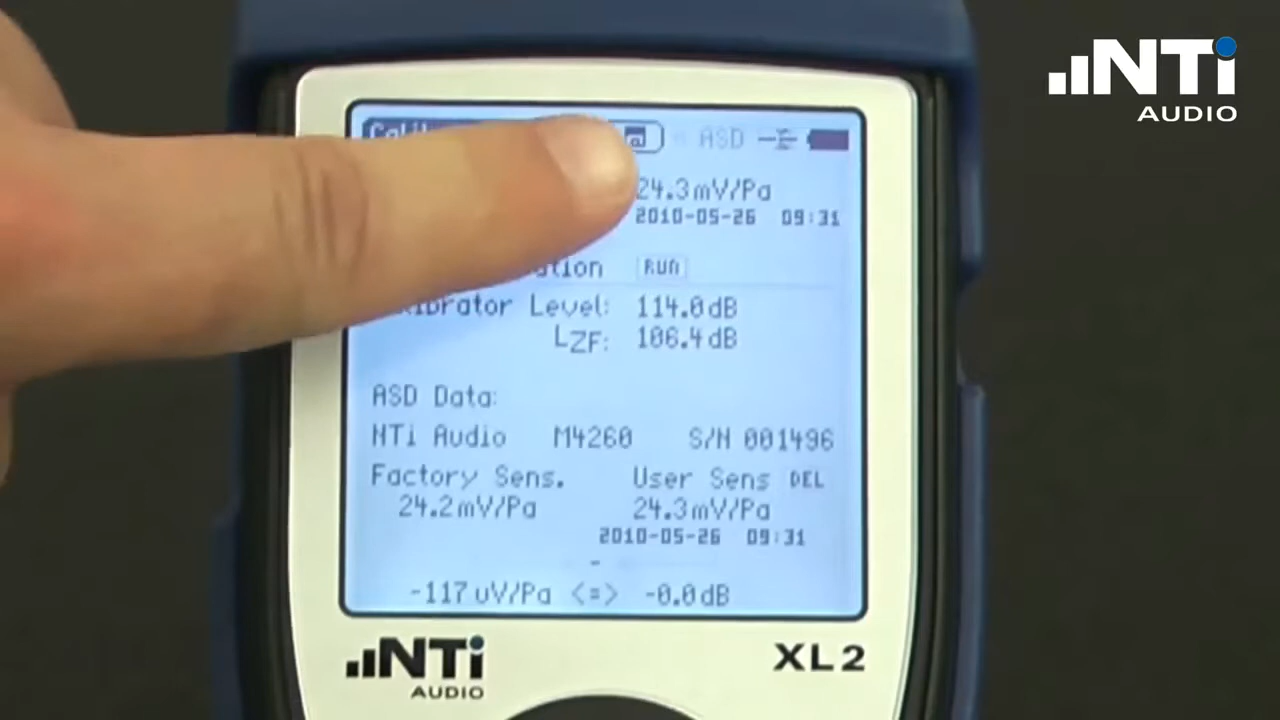 NTi
AUDIO
ASD
24.3mV/Pa
2010-05-26 09:31
RUN
Level: 114.0dB
LZF: 106.4dB
ASD Data:
NTi Audio M4260 S/N 001496
Factory Sens. User Sens DEL
24.2mV/Pa 24.3mV/Pa
2010-05-26 09:31
-117uV/Pa <=> -0.0dB
NTi
AUDIO
XL2